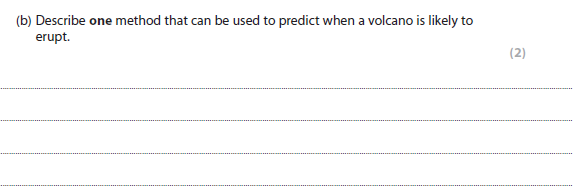 (b) Describe one method that can be used to predict when a volcano is likely to
erupt.
(2)